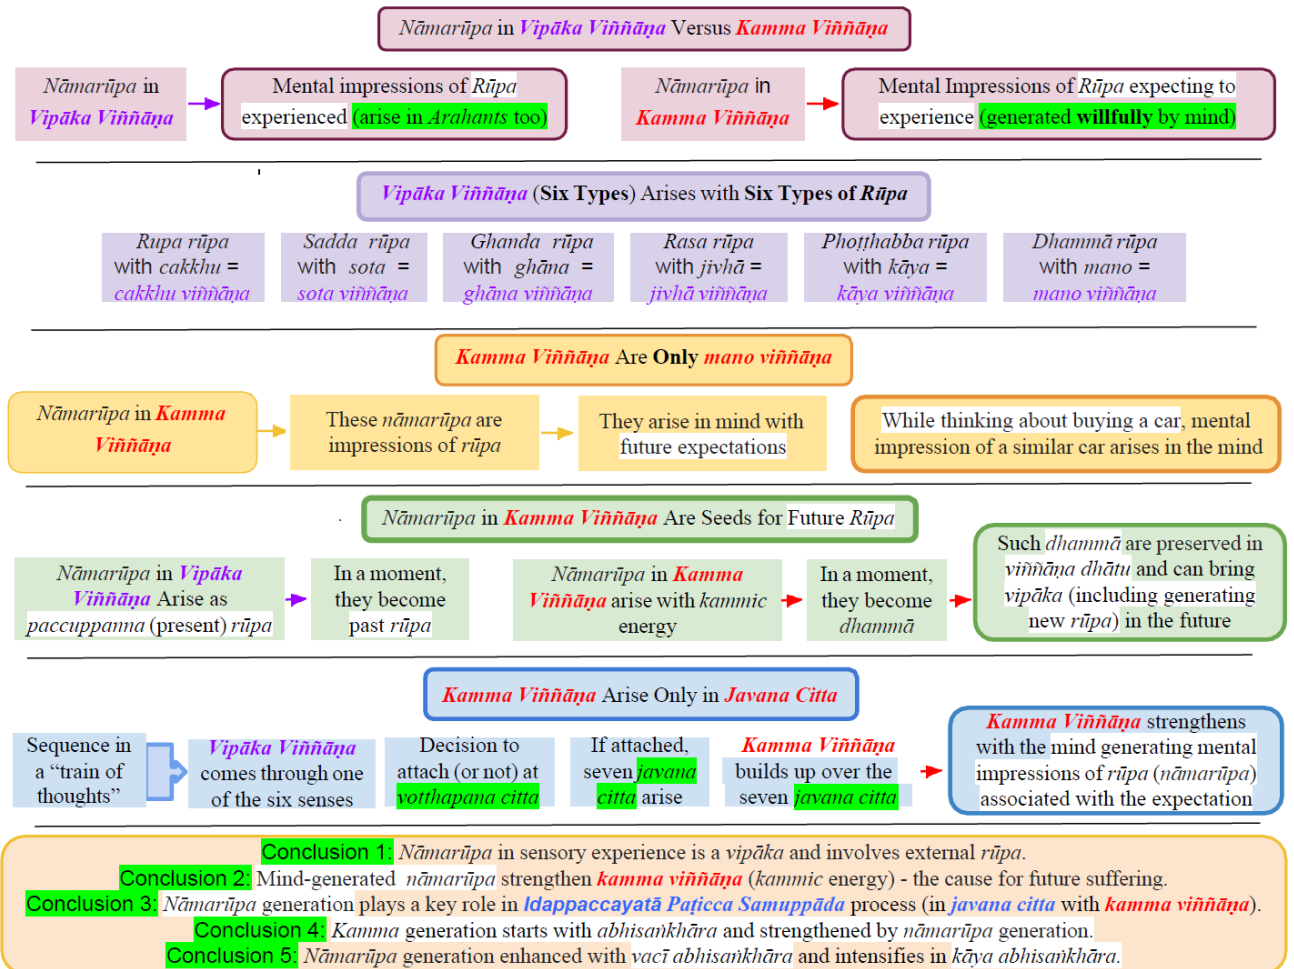 Nāmarūpa in Vipāka Viññāṇa Versus Kamma Viññāṇa
Nāmarūpa in
Vipāka Viññāṇa
Mental impressions of Rūpa
experienced (arise in Arahants too)
Nāmarūpa in
Kamma Viññāṇa
Mental Impressions of Rūpa expecting to
experience (generated willfully by mind)
Vipāka Viññāṇa (Six Types) Arises with Six Types of Rūpa
Rupa rūpa
with cakkhu =
cakkhu viññāṇa
Sadda rūpa
with sota =
sota viññāṇa
Ghanda rūpa
with ghāna =
ghāna viññāṇa
Rasa rūpa
with jivhā =
jivhā viññāṇa
Phoṭṭhabba rūpa
with kāya =
kāya viññāṇa
Dhammā rūpa
with mano =
mano viññāṇa
Kamma Viññāṇa Are Only mano viññāṇa
Nāmarūpa in Kamma
Viññāṇa
These nāmarūpa are
impressions of rūpa
They arise in mind with
future expectations
While thinking about buying a car, mental
impression of a similar car arises in the mind
Nāmarūpa in Kamma Viññāṇa Are Seeds for Future Rūpa
Nāmarūpa in Vipāka
Viññāṇa Arise as
paccuppanna (present) rūpa
In a moment,
they become
past rūpa
Nāmarūpa in Kamma
Viññāṇa arise with kammic
energy
In a moment,
they become
dhammā
Such dhammā are preserved in
viññāṇa dhātu and can bring
vipāka (including generating
new rūpa) in the future
Kamma Viññāṇa Arise Only in Javana Citta
Sequence in
a “train of
thoughts”
Vipāka Viññāṇa
comes through one
of the six senses
Decision to
attach (or not) at
votthapana citta
If attached,
seven javana
citta arise
Kamma Viññāṇa
builds up over the
seven javana citta
Kamma Viññāṇa strengthens
with the mind generating mental
impressions of rūpa (nāmarūpa)
associated with the expectation
Conclusion 1: Nāmarūpa in sensory experience is a vipāka and involves external rūpa.
Conclusion 2: Mind-generated nāmarūpa strengthen kamma viññāṇa (kammic energy) - the cause for future suffering.
Conclusion 3: Nāmarūpa generation plays a key role in Idappaccayatā Paṭicca Samuppāda process (in javana citta with kamma viññāṇa).
Conclusion 4: Kamma generation starts with abhisaṅkhāra and strengthened by nāmarūpa generation.
Conclusion 5: Nāmarūpa generation enhanced with vacī abhisaṅkhāra and intensifies in kāya abhisaṅkhāra.